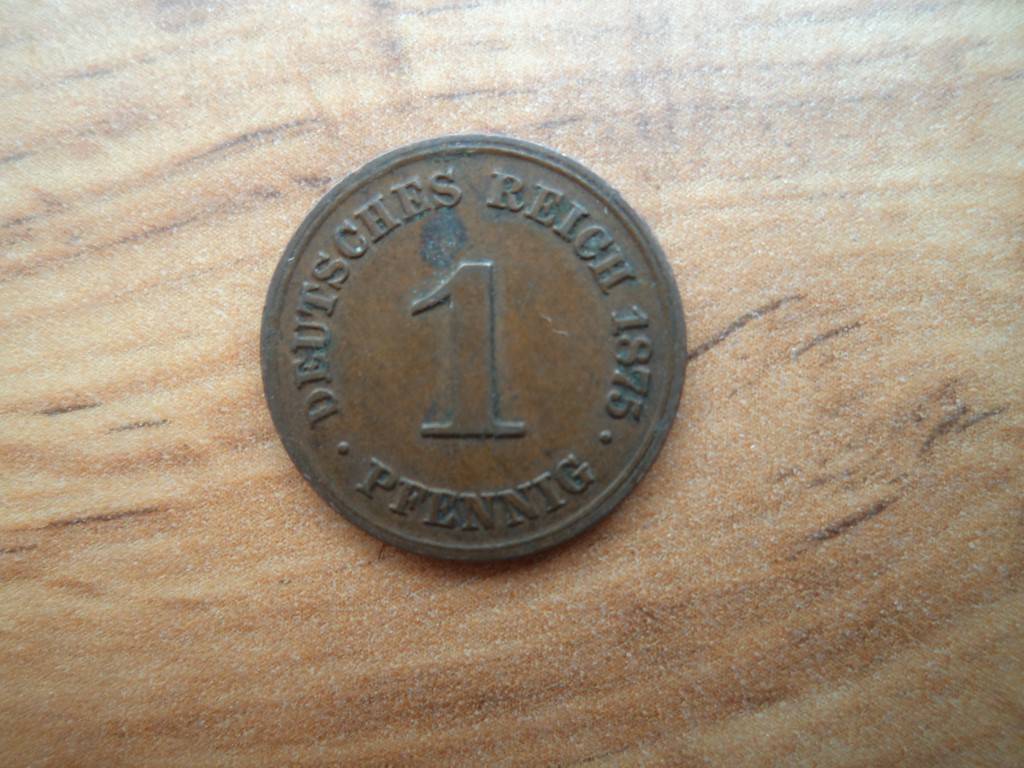 DEUTSCHES REICH 1875
1
PFENNIG